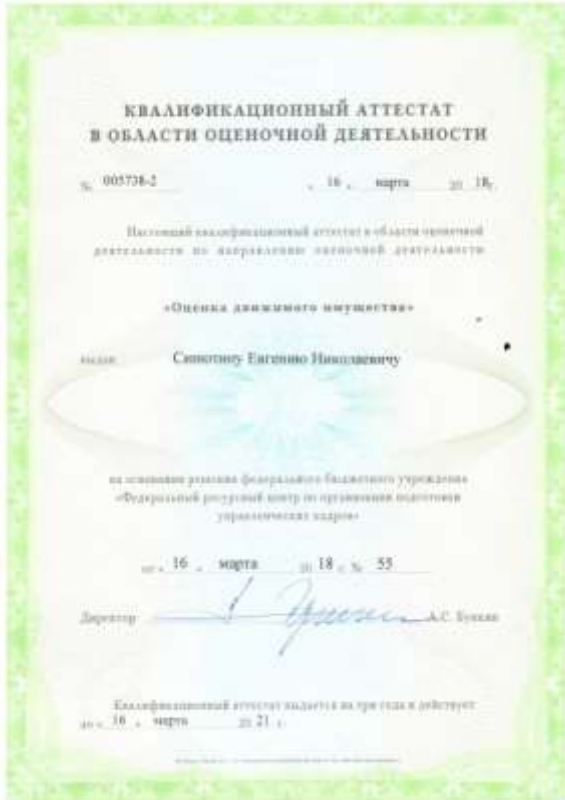 КВАЛИФИКАЦИОННЫЙ АТТЕСТАТ
В ОБЛАСТИ ОЦЕНОЧНОЙ ДЕЯТЕЛЬНОСТИ
№ 005738-2 « 16 » марта 20 18г.
Настоящий квалификационный аттестат в области оценочной
деятельности по направлению оценочной деятельности
«Оценка движимого имущества»
выдан Евгению Николаевичу
на основании решения федерального бюджетного учреждения
«Федеральный ресурсный центр по организации подготовки
управленческих кадров»
от « 16 » марта 20 18 г. № 55
Директор А.С. Бункин
Квалификационный аттестат выдается на три года и действует
до « 16 » марта 20 21 г.